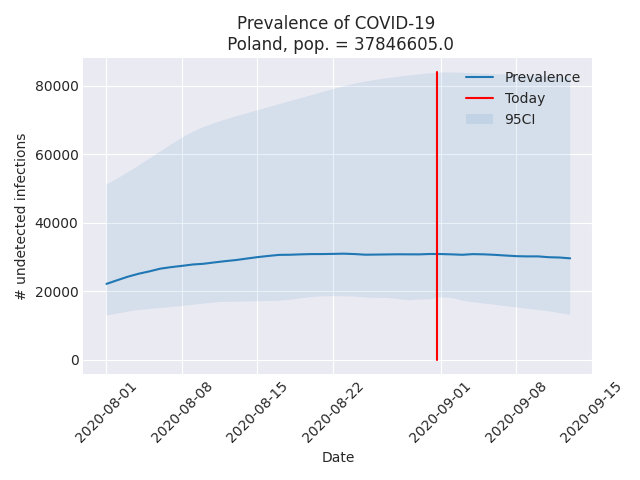 Prevalence of COVID-19
Poland, pop. = 37846605.0
Prevalence
Today
95CI
# undetected infections
80000
60000
40000
20000
0
2020-08-01
2020-08-08
2020-08-15
2020-08-22
2020-09-01
2020-09-08
2020-09-15
Date